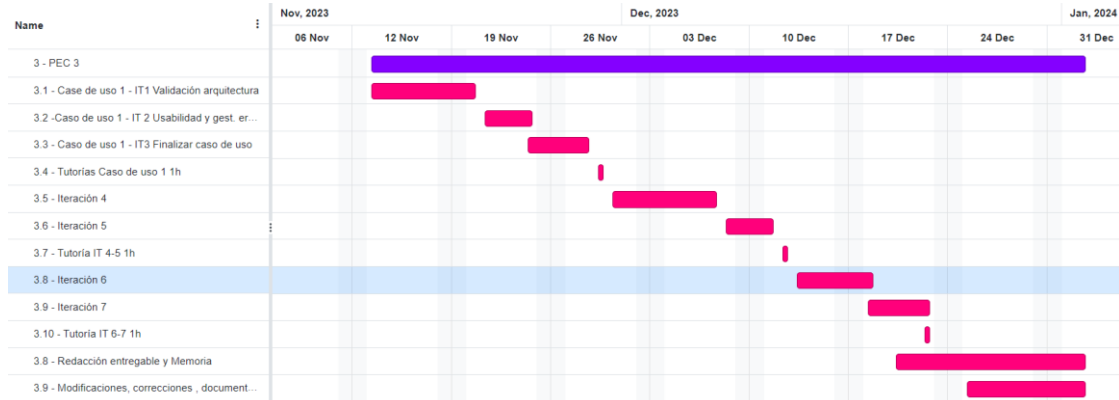 Nov, 2023 Dec, 2023 Jan, 2024
Name
06 Nov 12 Nov 19 Nov 26 Nov 03 Dec 10 Dec 17 Dec 24 Dec 31 Dec
3 - PEC 3
3.1 - Case de uso 1 - IT1 Validación arquitectura
3.2 -Caso de uso 1 - IT 2 Usabilidad y gest. er...
3.3 - Caso de uso 1 - IT3 Finalizar caso de uso
3.4 - Tutorías Caso de uso 1 1h
3.5 - Iteración 4
3.6 - Iteración 5
3.7 - Tutoría IT 4-5 1h
3.8 - Iteración 6
3.9 - Iteración 7
3.10 - Tutoría IT 6-7 1h
3.8 - Redacción entregable y Memoria
3.9 - Modificaciones, correcciones , document...